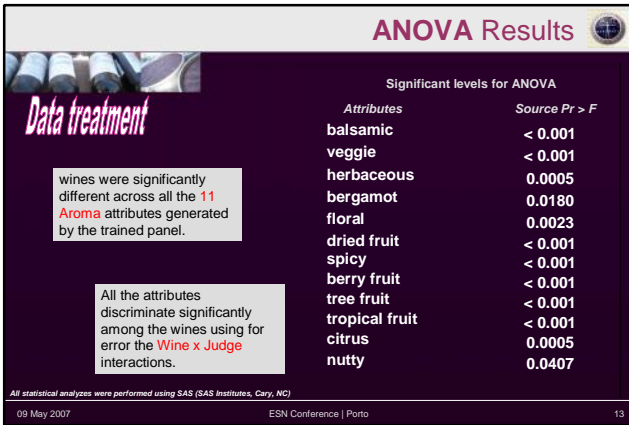 ANOVA Results
Data treatment
Significant levels for ANOVA
Attributes Source Pr > F
balsamic < 0.001
veggie < 0.001
herbaceous 0.0005
bergamot 0.0180
floral 0.0023
dried fruit < 0.001
spicy < 0.001
berry fruit < 0.001
tree fruit < 0.001
tropical fruit < 0.001
citrus 0.0005
nutty 0.0407
wines were significantly
different across all the 11
Aroma attributes generated
by the trained panel.
All the attributes
discriminate significantly
among the wines using for
error the Wine x Judge
interactions.
All statistical analyzes were performed using SAS (SAS Institutes, Cary, NC)
09 May 2007 ESN Conference | Porto 13